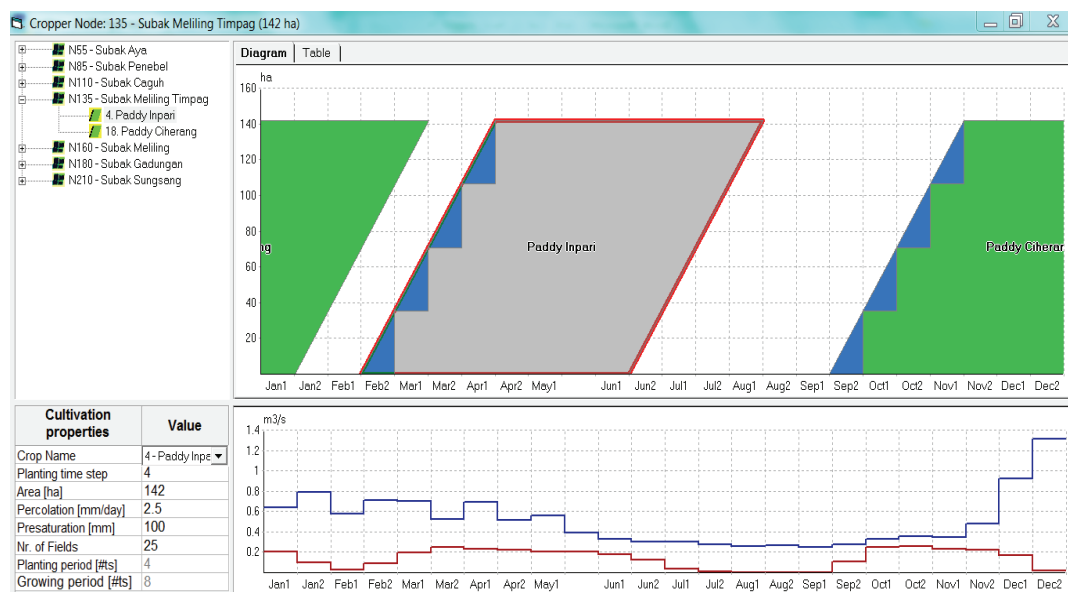 Cropper Node: 135 - Subak Meliling Timpag (142 ha)
N55 - Subak Aya
N85 - Subak Penebel
N110 - Subak Caguh
N135 - Subak Meliling Timpag
4. Paddy Inpari
18. Paddy Ciherang
N160 - Subak Meliling
N180 - Subak Gadungan
N210 - Subak Sungsang
Diagram Table
ha
160
140
120
100
80
60
40
20
ng Paddy Inpari PaddyCiherar
Jan1 Jan2 Feb1 Feb2 Mar1 Mar2 Apr1 Apr2 May1 Jun1 Jun2 Jul1 Jul2 Aug1 Aug2 Sep1 Sep2 Oct1 Oct2 Nov1 Nov2 Dec1 Dec2
Cultivation properties Value
Crop Name 4 - Paddy Inpa
Planting time step 4
Area [ha] 142
Percolation [mm/day] 2.5
Presaturation [mm] 100
Nr. of Fields 25
Planting period [#ts] 4
Growing period [#ts] 8
m3/s
1.4
1.2
1
0.8
0.6
0.4
0.2
Jan1 Jan2 Feb1 Feb2 Mar1 Mar2 Apr1 Apr2 May1 Jun1 Jun2 Jul1 Jul2 Aug1 Aug2 Sep1 Sep2 Oct1 Oct2 Nov1 Nov2 Dec1 Dec2